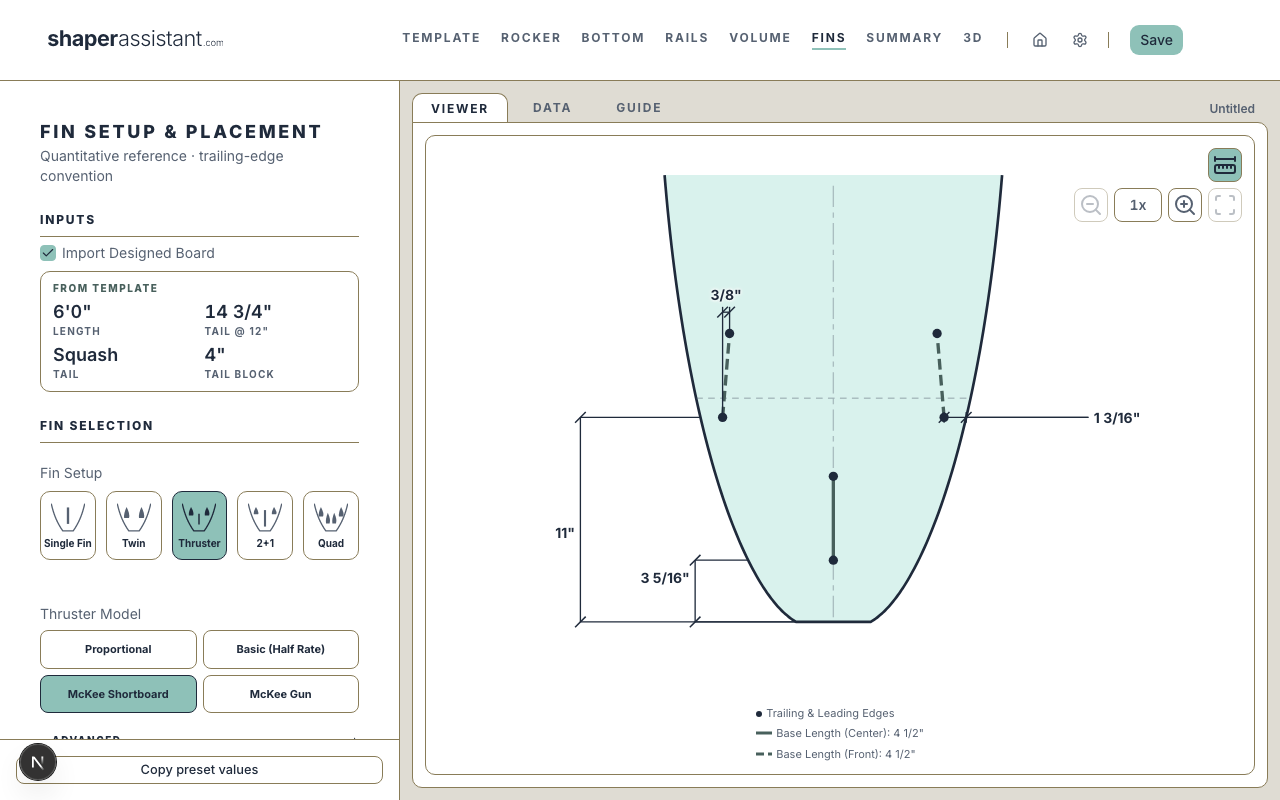 shaperassistant.com
TEMPLATE ROCKER BOTTOM RAILS VOLUME FINS SUMMARY 3D
Save
FIN SETUP & PLACEMENT
Quantitative reference · trailing-edge
convention
INPUTS
Import Designed Board
FROM TEMPLATE
6'0" 14 3/4"
LENGTH TAIL @ 12"
Squash 4"
TAIL TAIL BLOCK
FIN SELECTION
Fin Setup
Single Fin Twin Thruster 2+1 Quad
Thruster Model
Proportional Basic (Half Rate)
McKee Shortboard McKee Gun
ADVANCED
N
Copy preset values
VIEWER DATA GUIDE
Untitled
1x
3/8"
1 3/16"
11"
3 5/16"
Trailing & Leading Edges
Base Length (Center): 4 1/2"
Base Length (Front): 4 1/2"